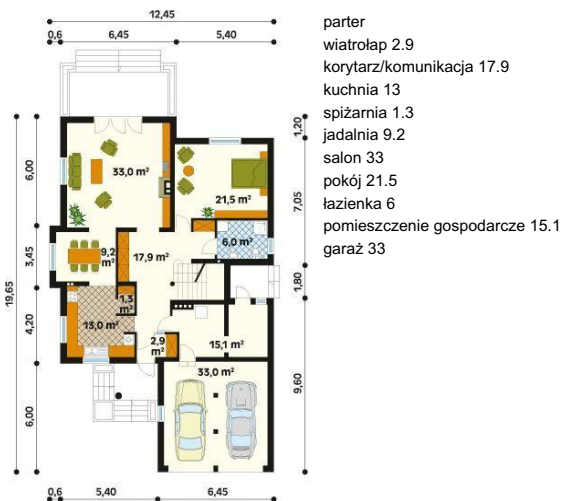 12,45
0,6 6,45 5,40
parter
wiatrołap 2.9
korytarz/komunikacja 17.9
kuchnia 13
spiżarnia 1.3
jadalnia 9.2
salon 33
pokój 21.5
łazienka 6
pomieszczenie gospodarcze 15.1
garaż 33
19,65
6,00
3,45
4,20
6,00
33,0 m²
21,5 m²
6,0 m²
9,2 m²
17,9 m²
1,3 m²
13,0 m²
2,9 m²
15,1 m²
33,0 m²
1,20
7,05
1,80
9,60
0,6 5,40 6,45